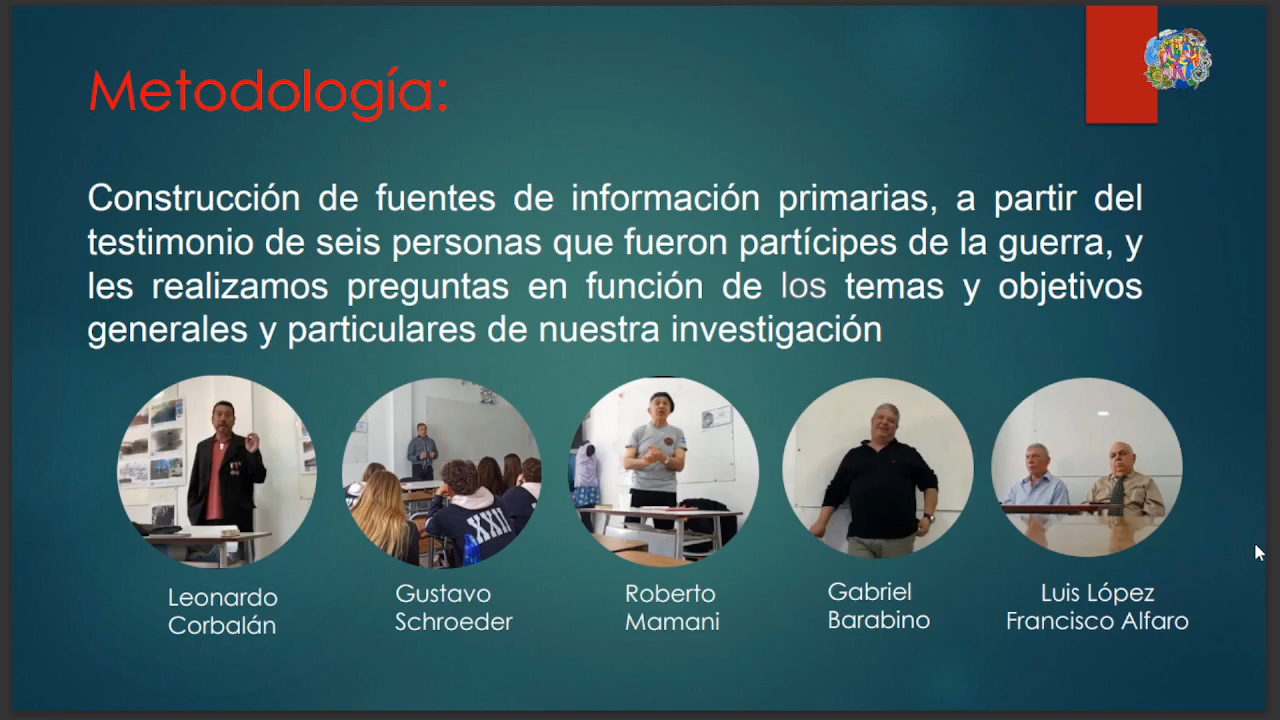 Metodología:
Construcción de fuentes de información primarias, a partir del
testimonio de seis personas que fueron partícipes de la guerra, y
les realizamos preguntas en función de los temas y objetivos
generales y particulares de nuestra investigación
XXII
Leonardo
Corbalán
Gustavo
Schroeder
Roberto
Mamani
Gabriel
Barabino
Luis López
Francisco Alfaro